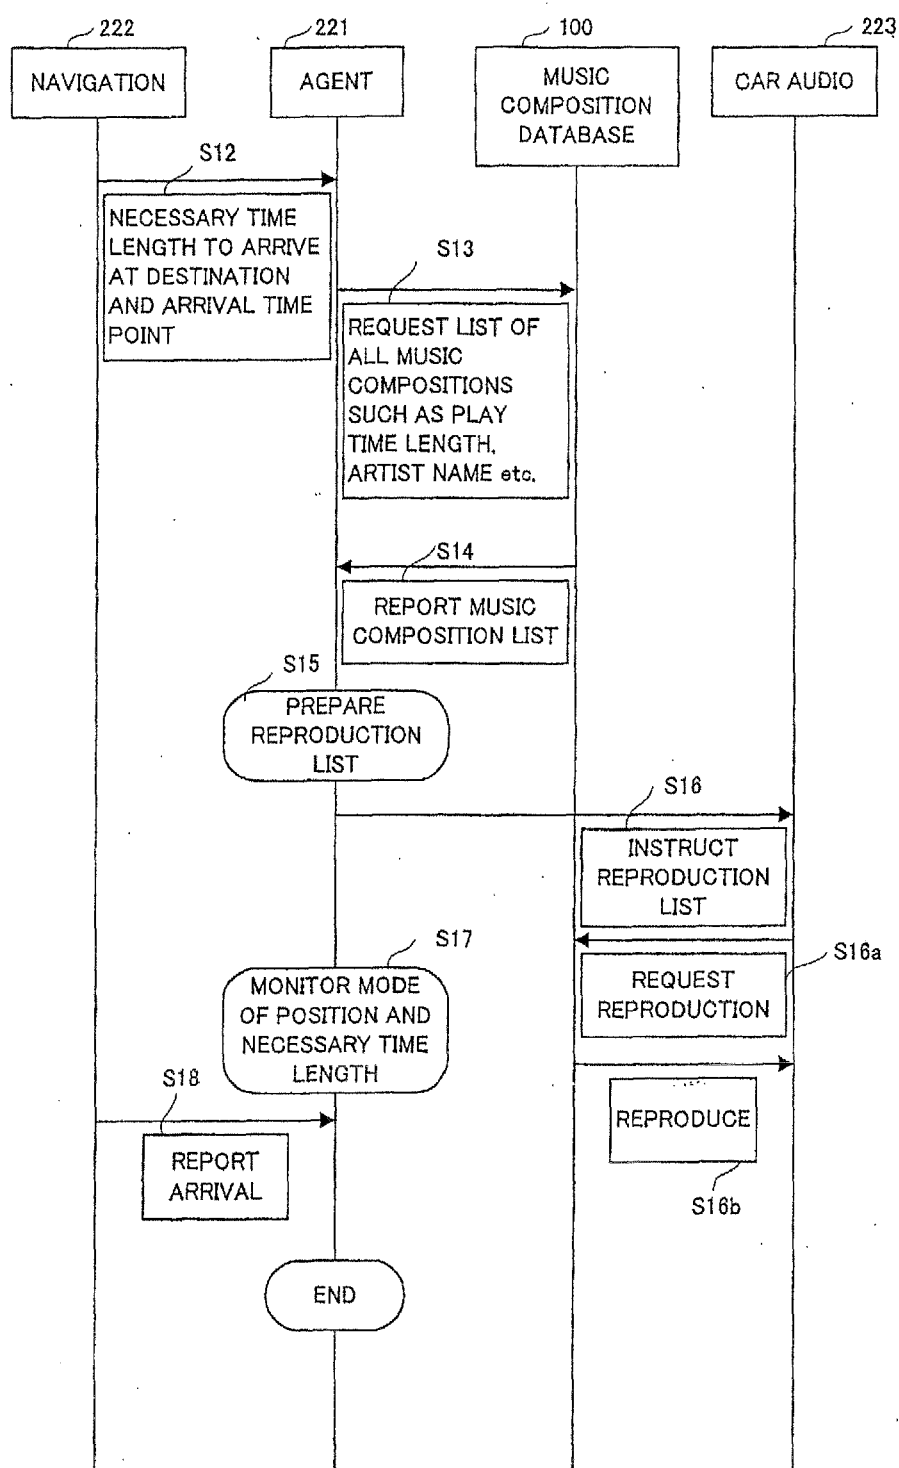 222
221
100
223
NAVIGATION
AGENT
MUSIC
COMPOSITION
DATABASE
CAR AUDIO
S12
NECESSARY TIME
LENGTH TO ARRIVE
AT DESTINATION
AND ARRIVAL TIME
POINT
S13
REQUEST LIST OF
ALL MUSIC
COMPOSITIONS
SUCH AS PLAY
TIME LENGTH,
ARTIST NAME etc.
S14
REPORT MUSIC
COMPOSITION LIST
S15
PREPARE
REPRODUCTION
LIST
S16
INSTRUCT
REPRODUCTION
LIST
S17
MONITOR MODE
OF POSITION AND
NECESSARY TIME
LENGTH
S16a
REQUEST
REPRODUCTION
S18
REPORT
ARRIVAL
REPRODUCE
S16b
END